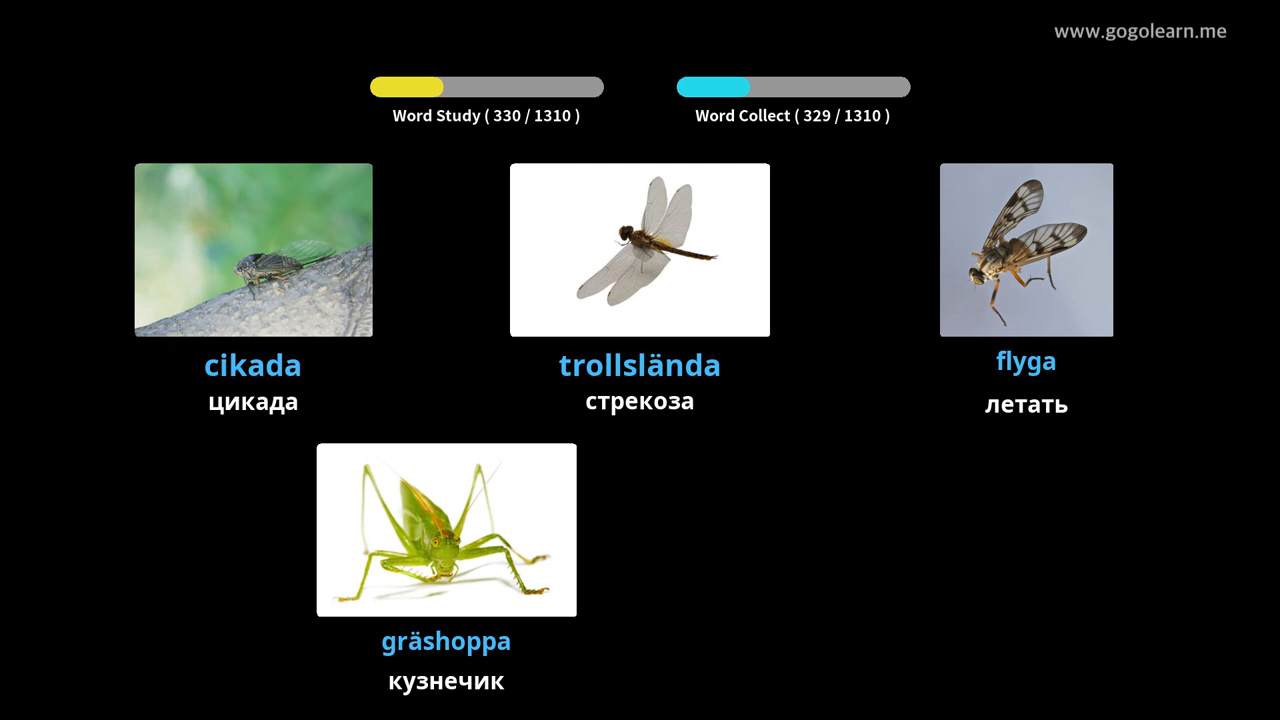 www.gogolearn.me
Word Study ( 330 / 1310 )
Word Collect ( 329 / 1310 )
cikada
цикада
trollslända
стрекоза
flyga
летать
gräshoppa
кузнечик